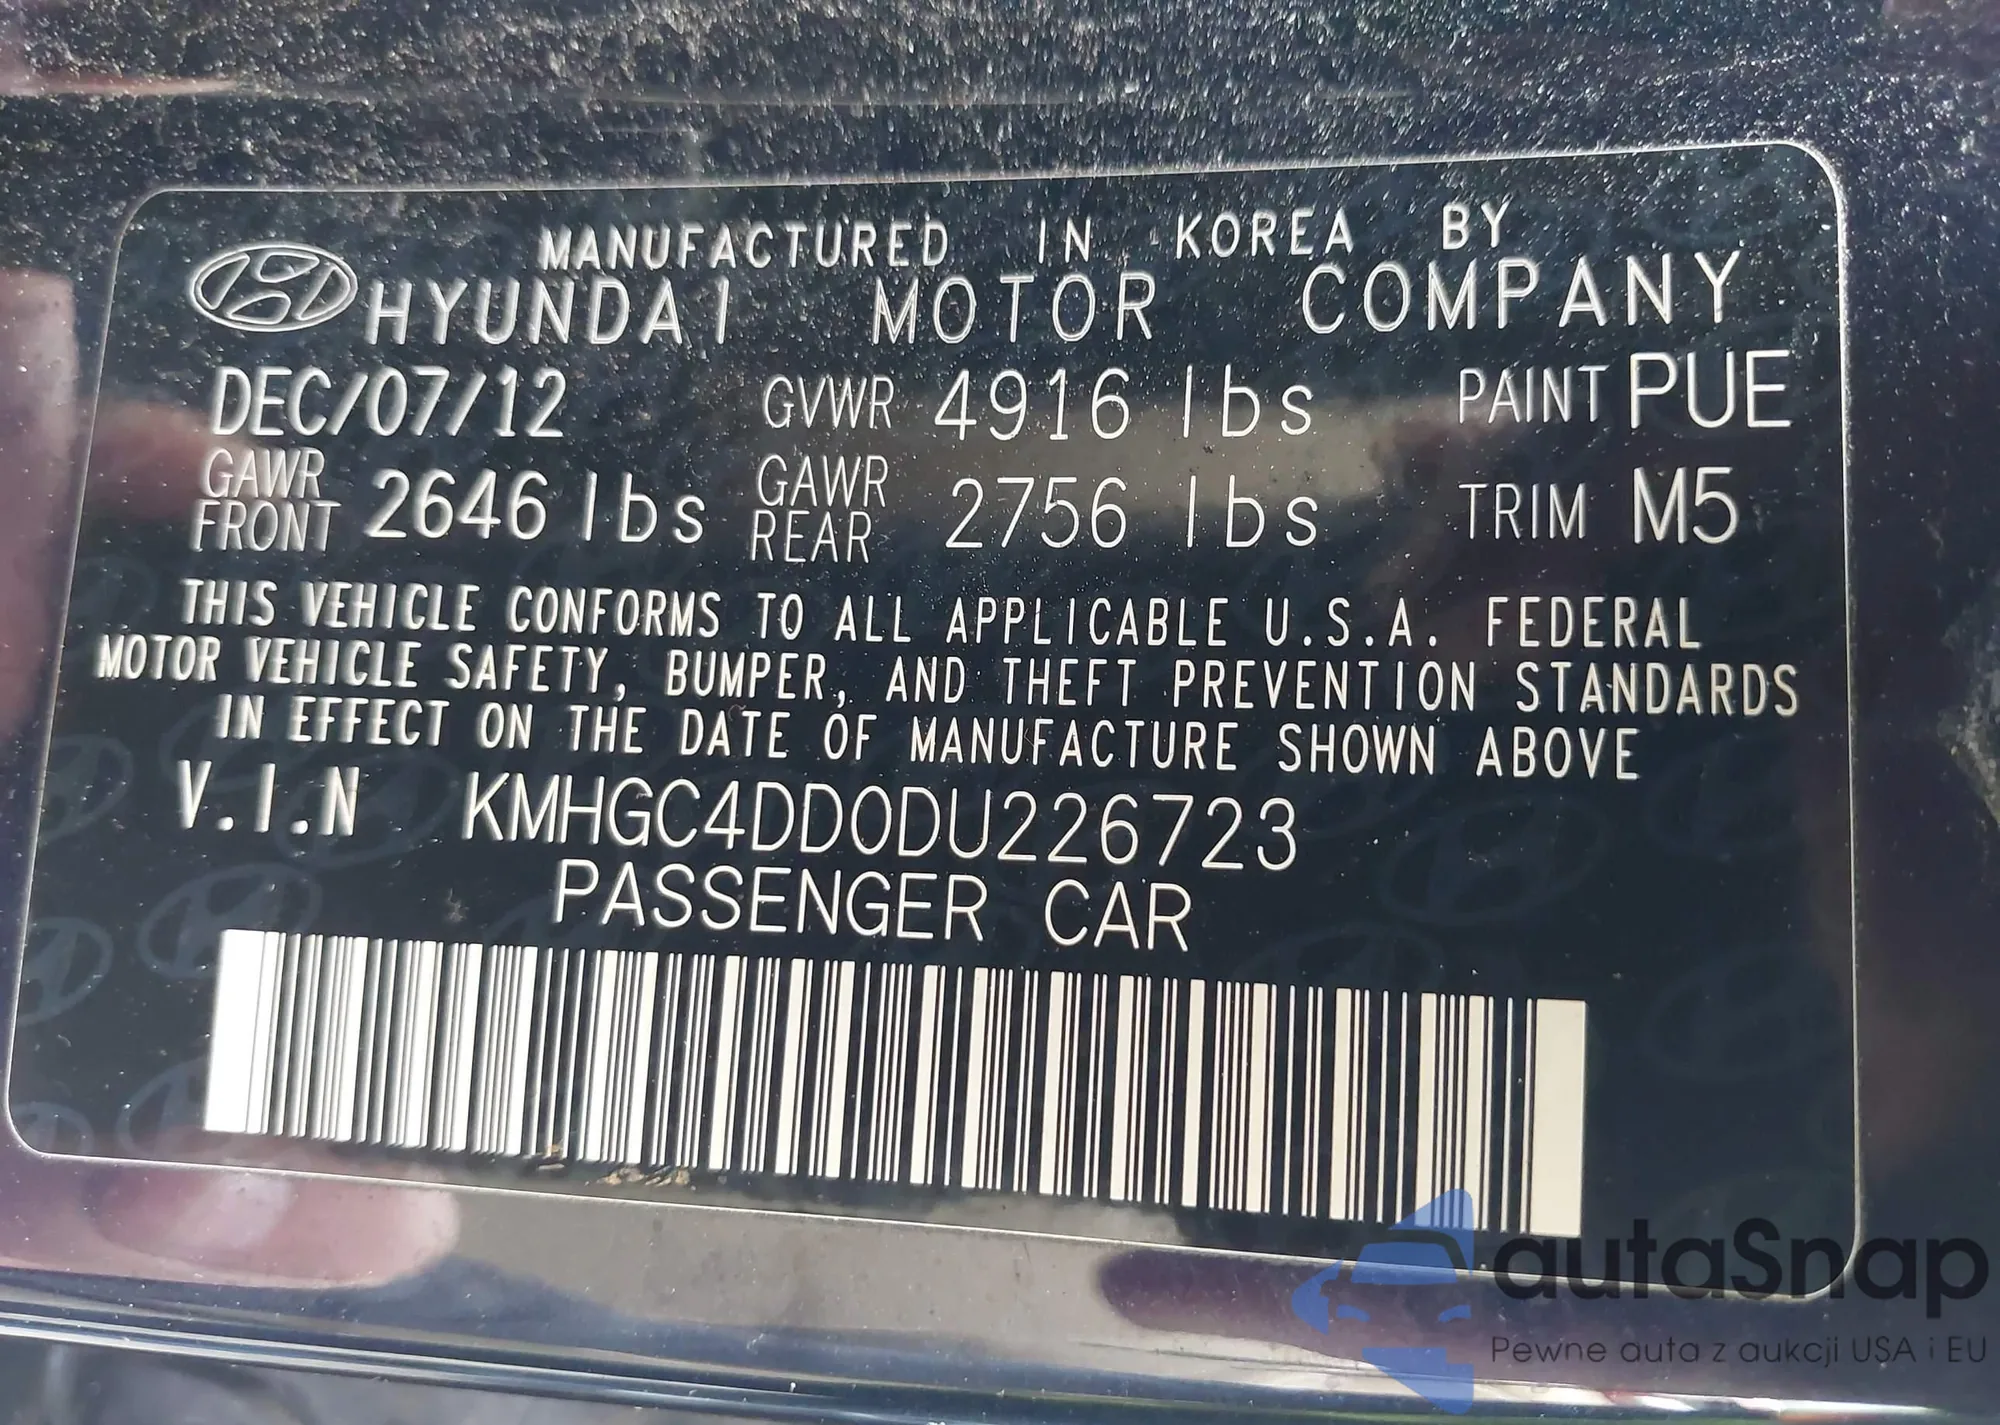 MANUFACTURED IN KOREA BY
HYUNDAI MOTOR COMPANY
DEC/07/12 GVWR 4916 lbs PAINT PUE
GAWR FRONT 2646 lbs GAWR REAR 2756 lbs TRIM M5
THIS VEHICLE CONFORMS TO ALL APPLICABLE U.S.A. FEDERAL
MOTOR VEHICLE SAFETY, BUMPER, AND THEFT PREVENTION STANDARDS
IN EFFECT ON THE DATE OF MANUFACTURE SHOWN ABOVE
V.I.N KMHGC4DD0DU226723
PASSENGER CAR
autaSnap
Pewne auta z aukcji USA i EU